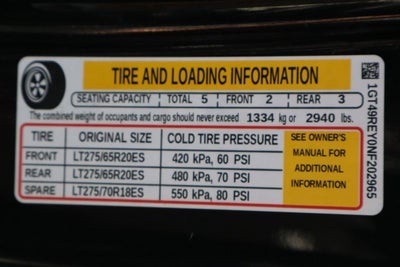 TIRE AND LOADING INFORMATION
SEATING CAPACITY TOTAL 5 FRONT 2 REAR 3
The combined weight of occupants and cargo should never exceed 1334 kg or 2940 lbs.
TIRE ORIGINAL SIZE COLD TIRE PRESSURE
FRONT LT275/65R20ES 420 kPa, 60 PSI
REAR LT275/65R20ES 480 kPa, 70 PSI
SPARE LT275/70R18ES 550 kPa, 80 PSI
SEE OWNER'S
MANUAL FOR
ADDITIONAL
INFORMATION
1GT49REY0NF202965